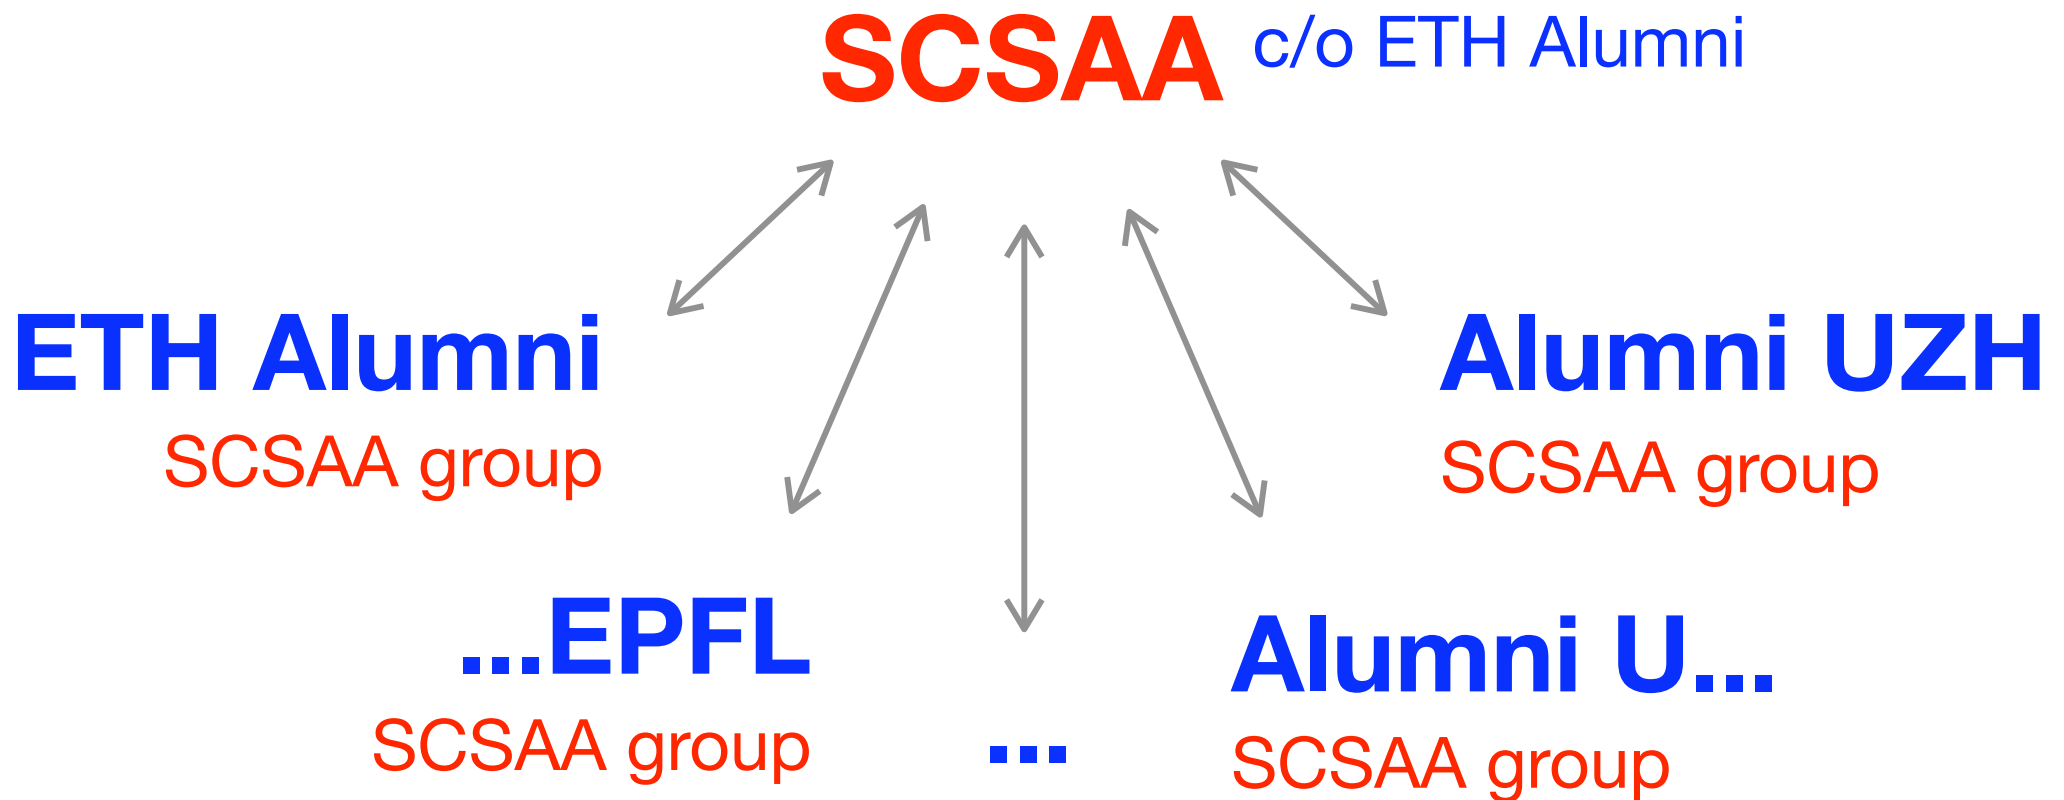 SCSAA c/o ETH Alumni
ETH Alumni
SCSAA group
Alumni UZH
SCSAA group
...EPFL
SCSAA group
...
Alumni U...
SCSAA group